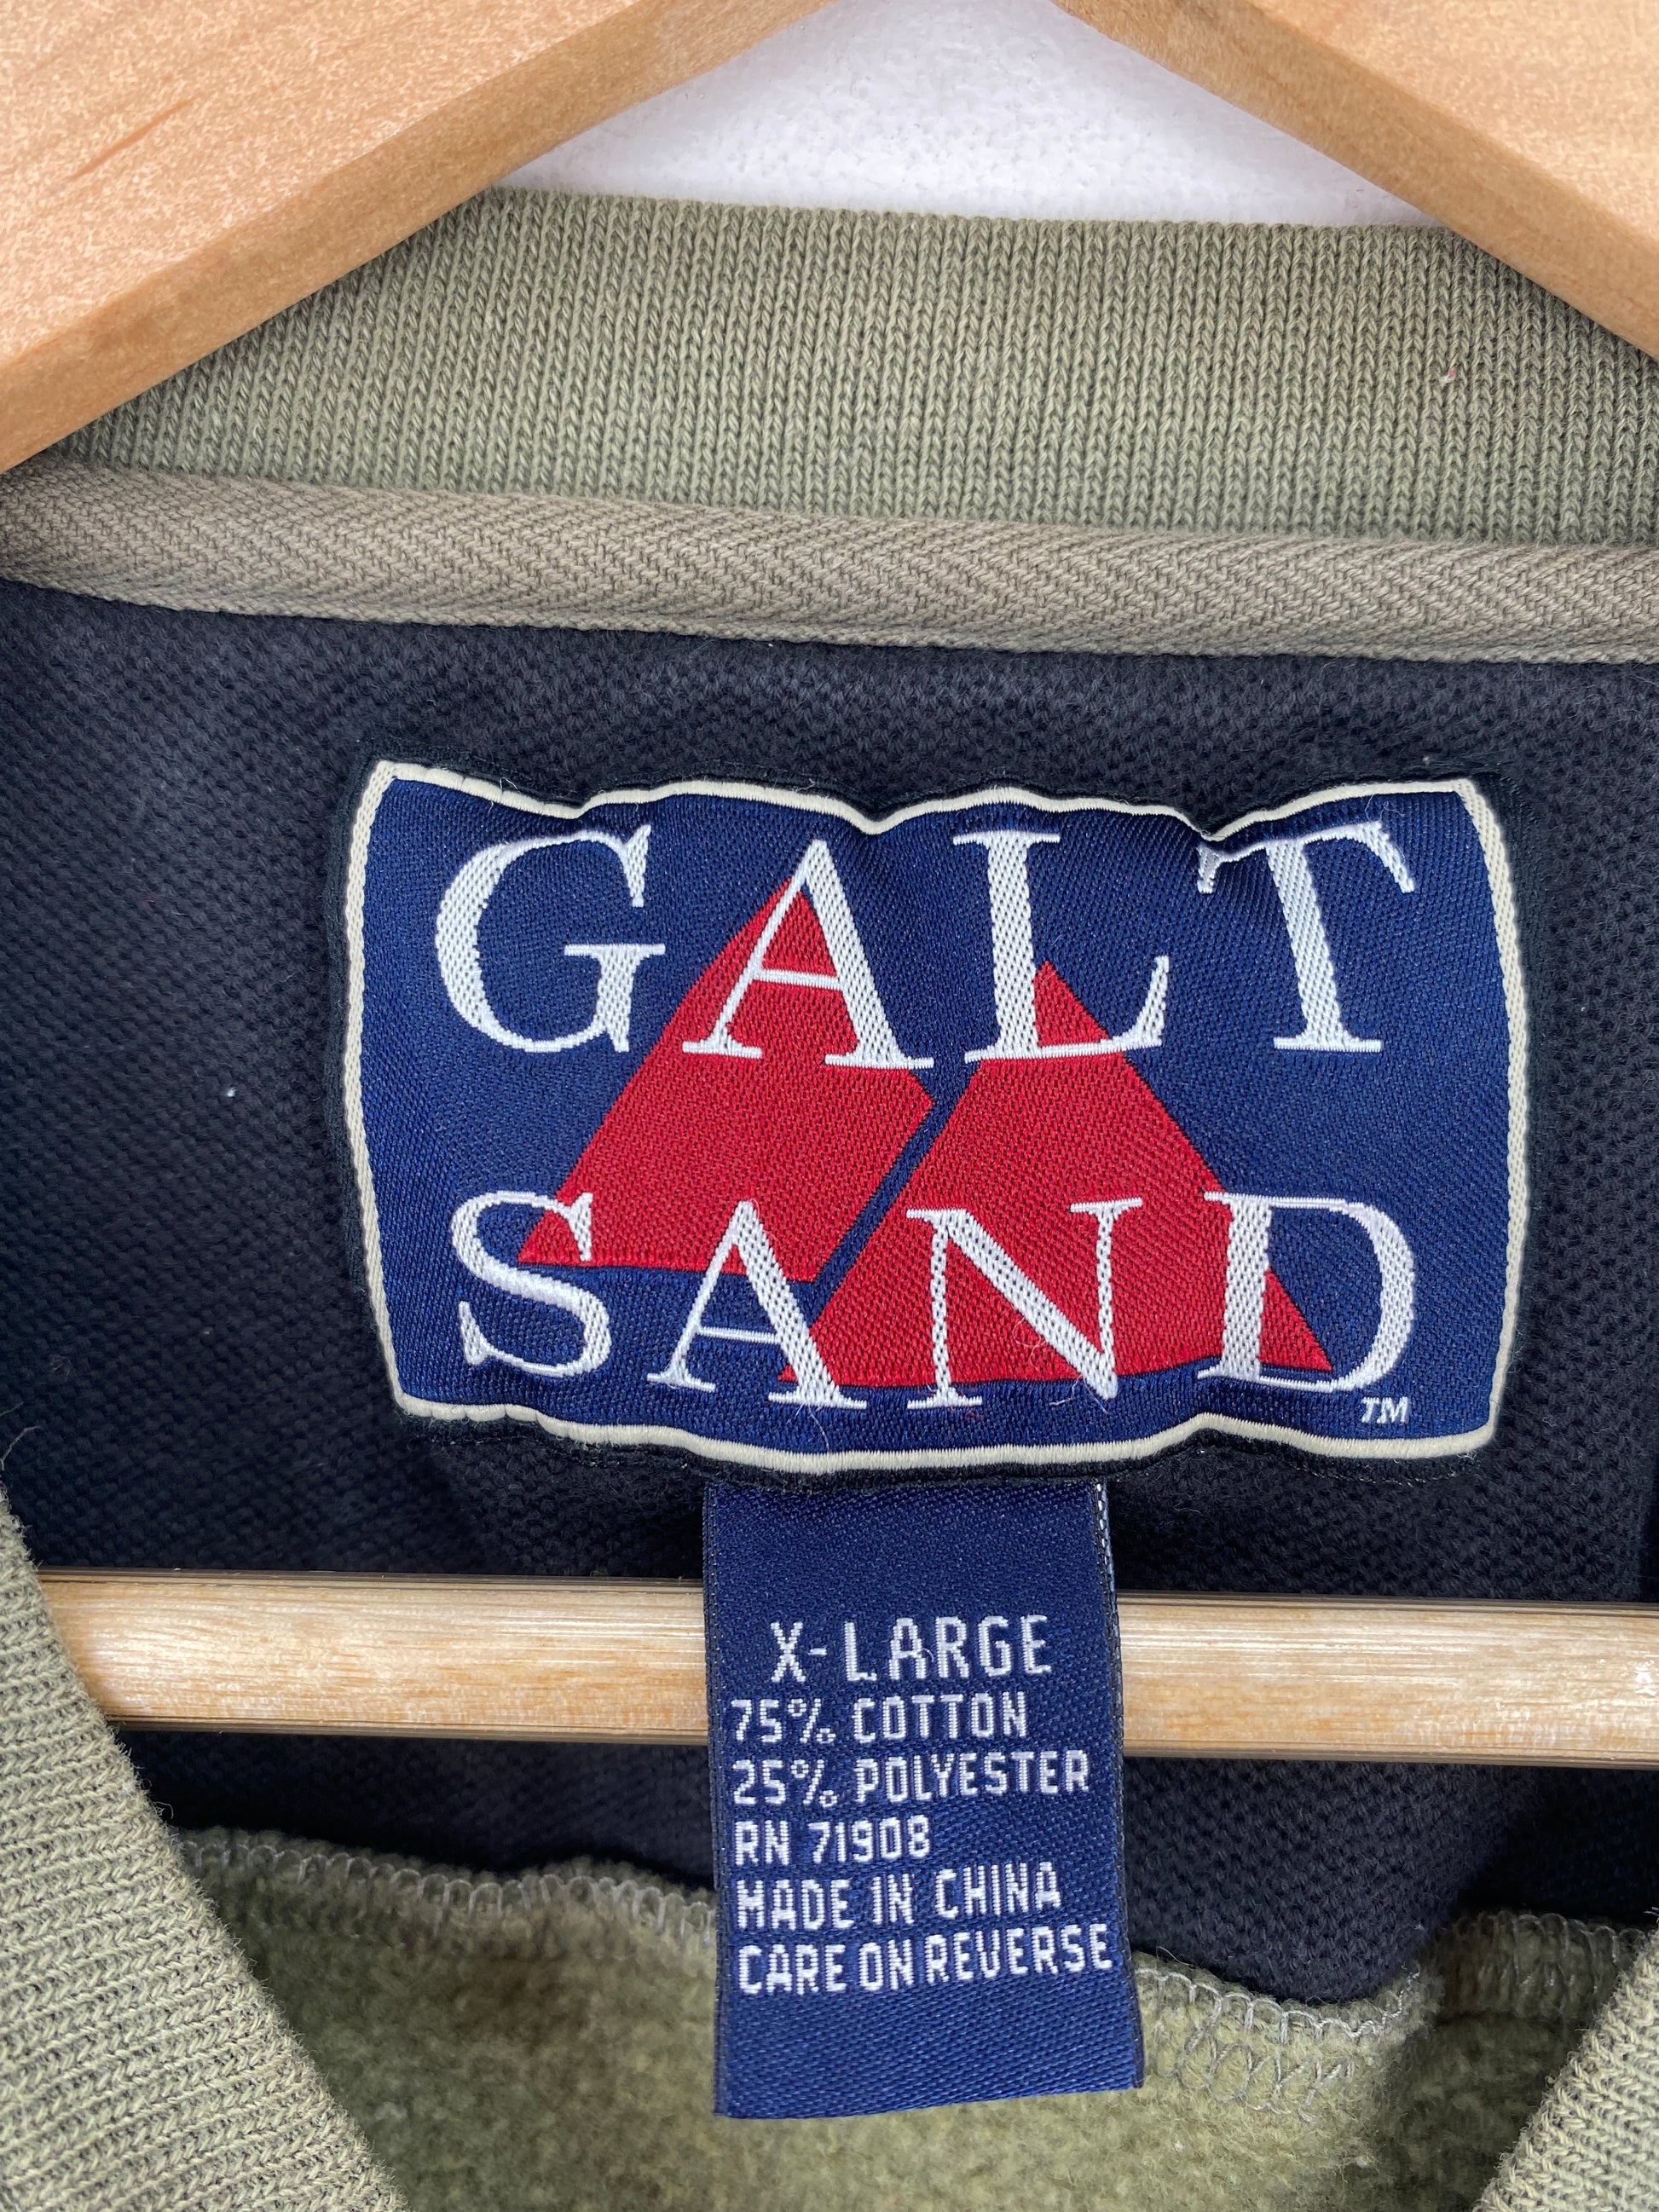 GALT
SAND
TM
X-LARGE
75% COTTON
25% POLYESTER
RN 71908
MADE IN CHINA
CARE ON REVERSE